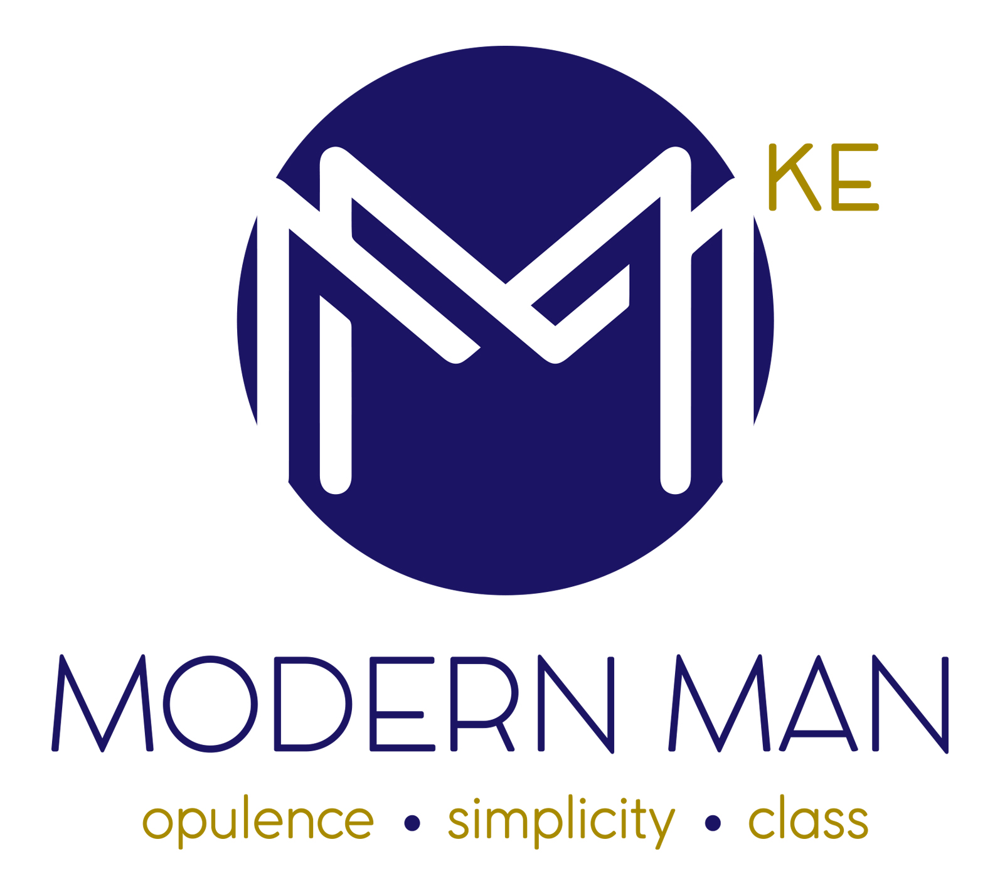 M
KE
MODERN MAN
opulence • simplicity • class